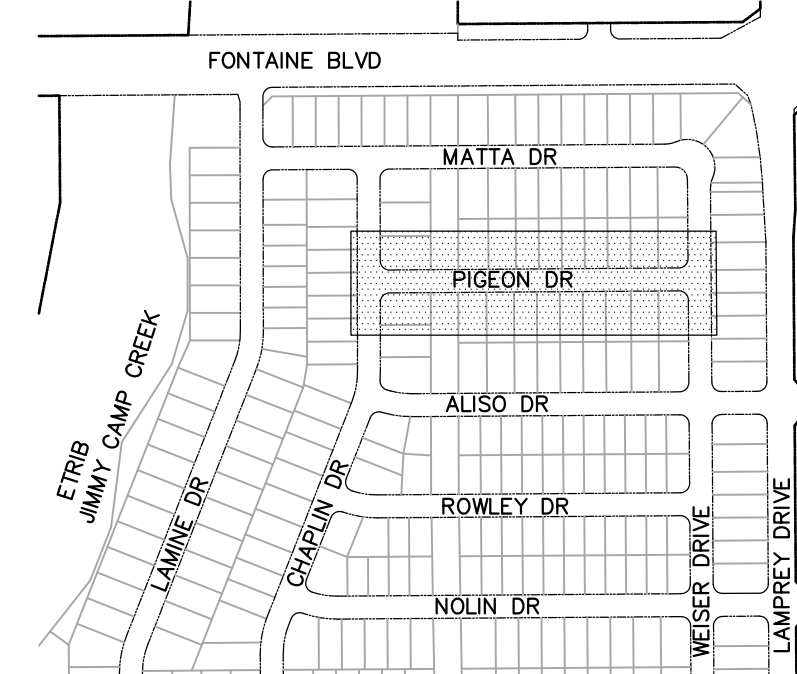 FONTAINE BLVD
MATTA DR
PIGEON DR
ETRIB
JIMMY CAMP CREEK
ALISO DR
LAMINE DR
CHAPLIN DR
ROWLEY DR
WEISER DRIVE
LAMPREY DRIVE
NOLIN DR